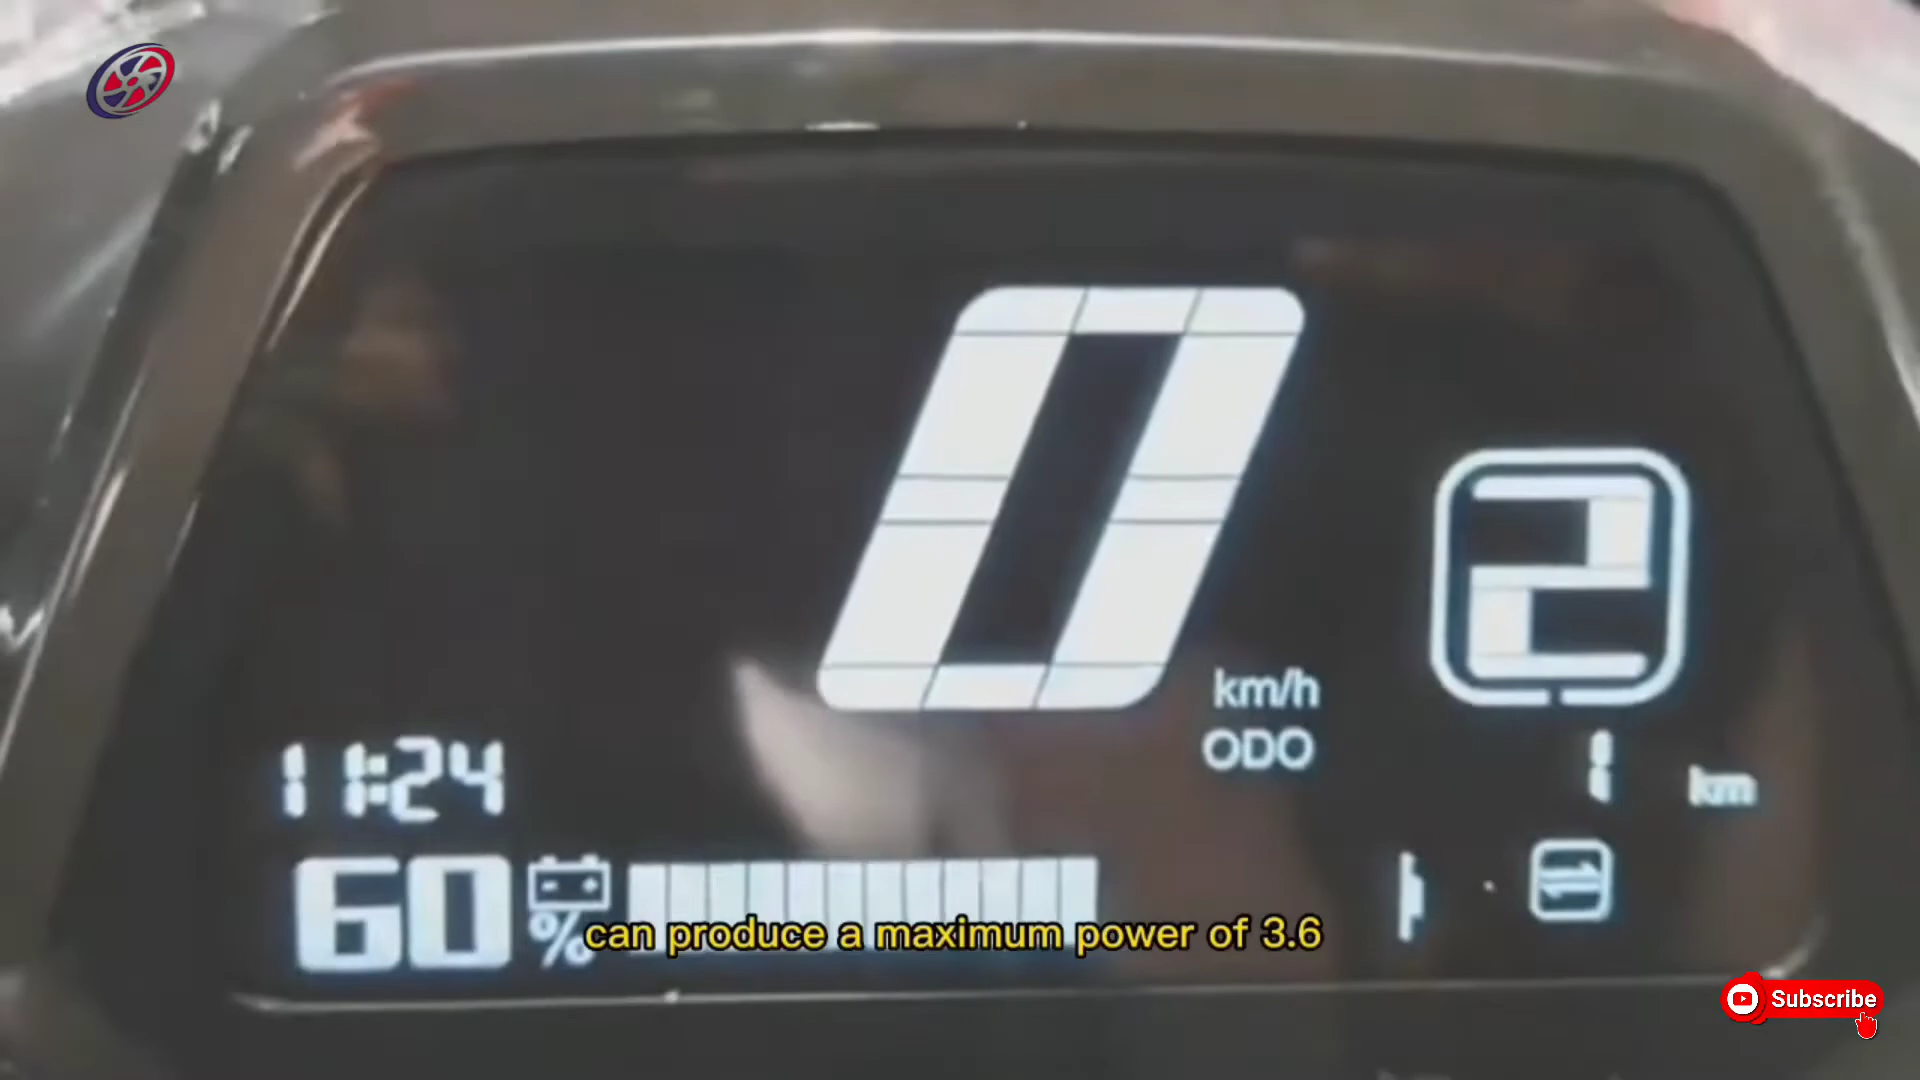 0
km/h
2
ODO
1 km
11:24
60 %
can produce a maximum power of 3.6
Subscribe